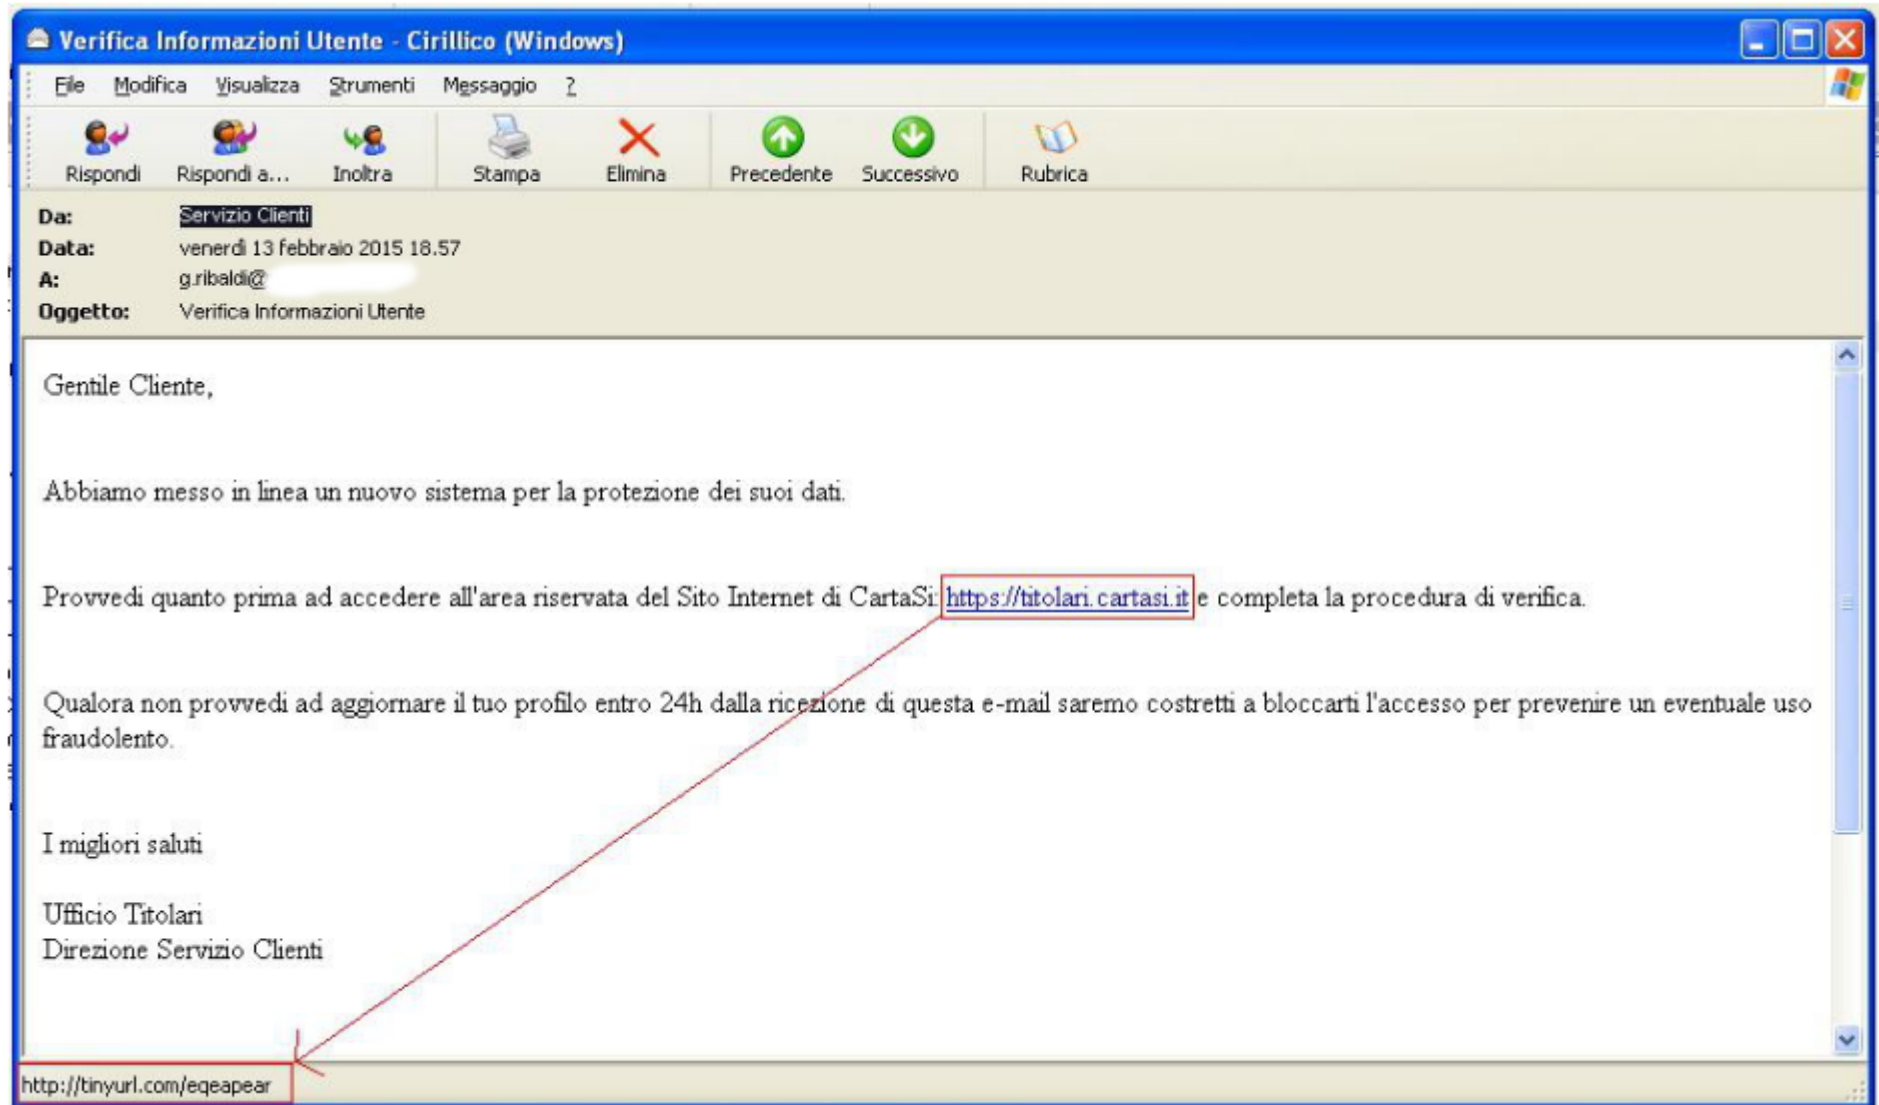 Verifica Informazioni Utente - Cirillico (Windows)
File Modifica Visualizza Strumenti Messaggio ?
Rispondi Rispondi a... Inoltra Stampa Elimina Precedente Successivo Rubrica
Da: Servizio Clienti
Data: venerdì 13 febbraio 2015 18.57
A: g.ribaldi@
Oggetto: Verifica Informazioni Utente
Gentile Cliente,
Abbiamo messo in linea un nuovo sistema per la protezione dei suoi dati.
Provvedi quanto prima ad accedere all'area riservata del Sito Internet di CartaSi: https://titolari.cartasi.it e completa la procedura di verifica.
Qualora non provvedi ad aggiornare il tuo profilo entro 24h dalla ricezione di questa e-mail saremo costretti a bloccarti l'accesso per prevenire un eventuale uso
fraudolento.
I migliori saluti
Ufficio Titolari
Direzione Servizio Clienti
http://tinyurl.com/eqeapear